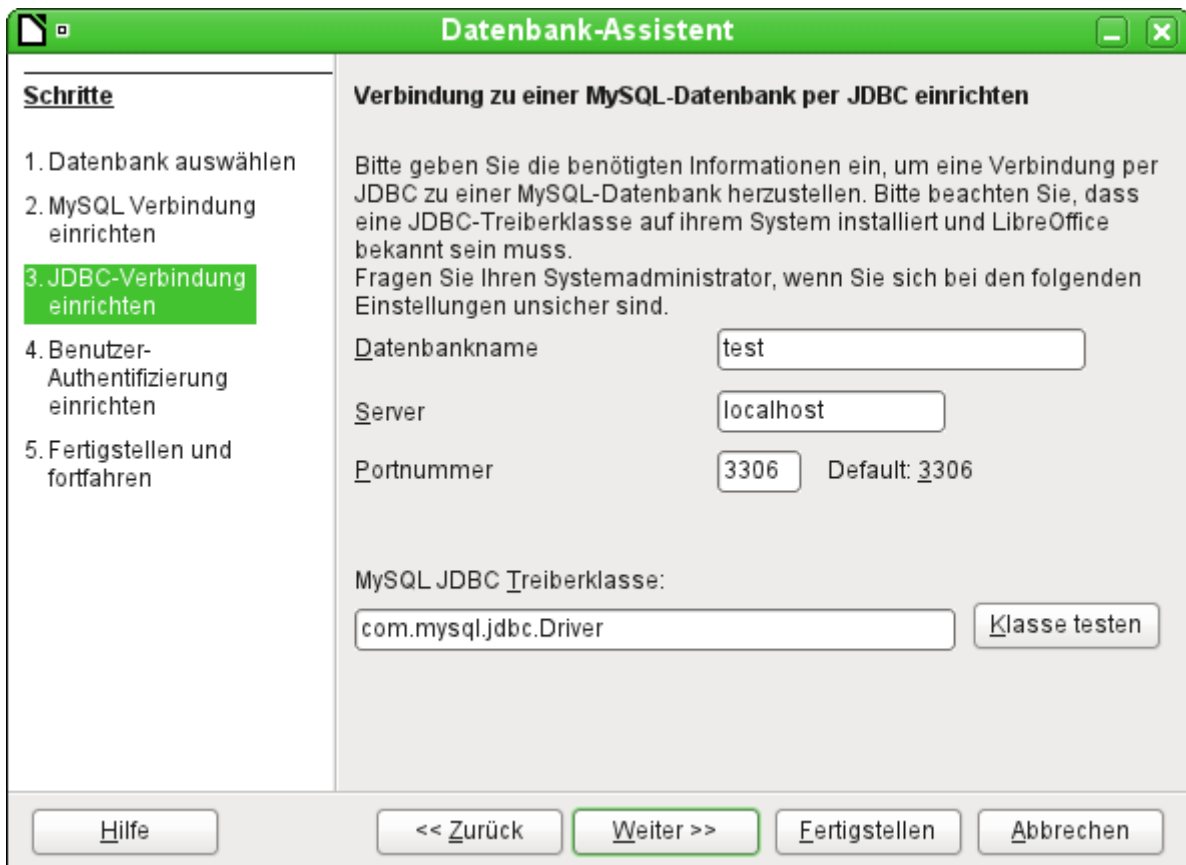 Datenbank-Assistent
Schritte
1. Datenbank auswählen
2. MySQL Verbindung
einrichten
3. JDBC-Verbindung
einrichten
4. Benutzer-
Authentifizierung
einrichten
5. Fertigstellen und
fortfahren
Verbindung zu einer MySQL-Datenbank per JDBC einrichten
Bitte geben Sie die benötigten Informationen ein, um eine Verbindung per
JDBC zu einer MySQL-Datenbank herzustellen. Bitte beachten Sie, dass
eine JDBC-Treiberklasse auf ihrem System installiert und LibreOffice
bekannt sein muss.
Fragen Sie Ihren Systemadministrator, wenn Sie sich bei den folgenden
Einstellungen unsicher sind.
Datenbankname test
Server localhost
Portnummer 3306 Default: 3306
MySQL JDBC Treiberklasse:
com.mysql.jdbc.Driver Klasse testen
Hilfe << Zurück Weiter >> Fertigstellen Abbrechen